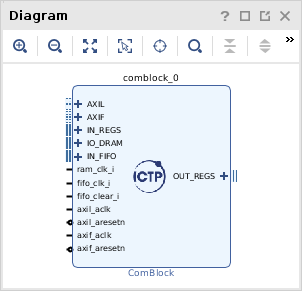 Diagram
comblock_0
AXIL
AXIF
IN_REGS
IO_DRAM
IN_FIFO
ram_clk_i
fifo_clk_i
fifo_clear_i
axil_aclk
axil_aresetn
axif_aclk
axif_aresetn
ICTP
OUT_REGS
ComBlock